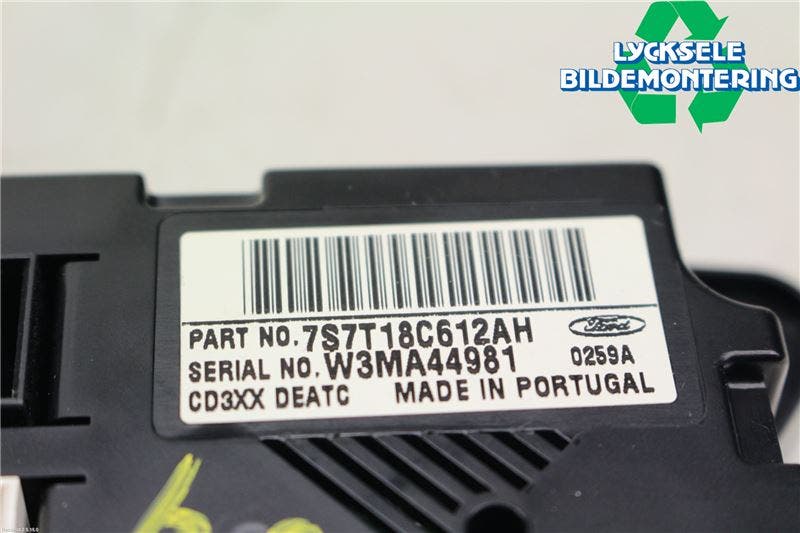 LYCKSELE
BILDEMONTERING
PART NO. 7S7T18C612AH
Ford
SERIAL NO. W3MA44981 0259A
CD3XX DEATC MADE IN PORTUGAL